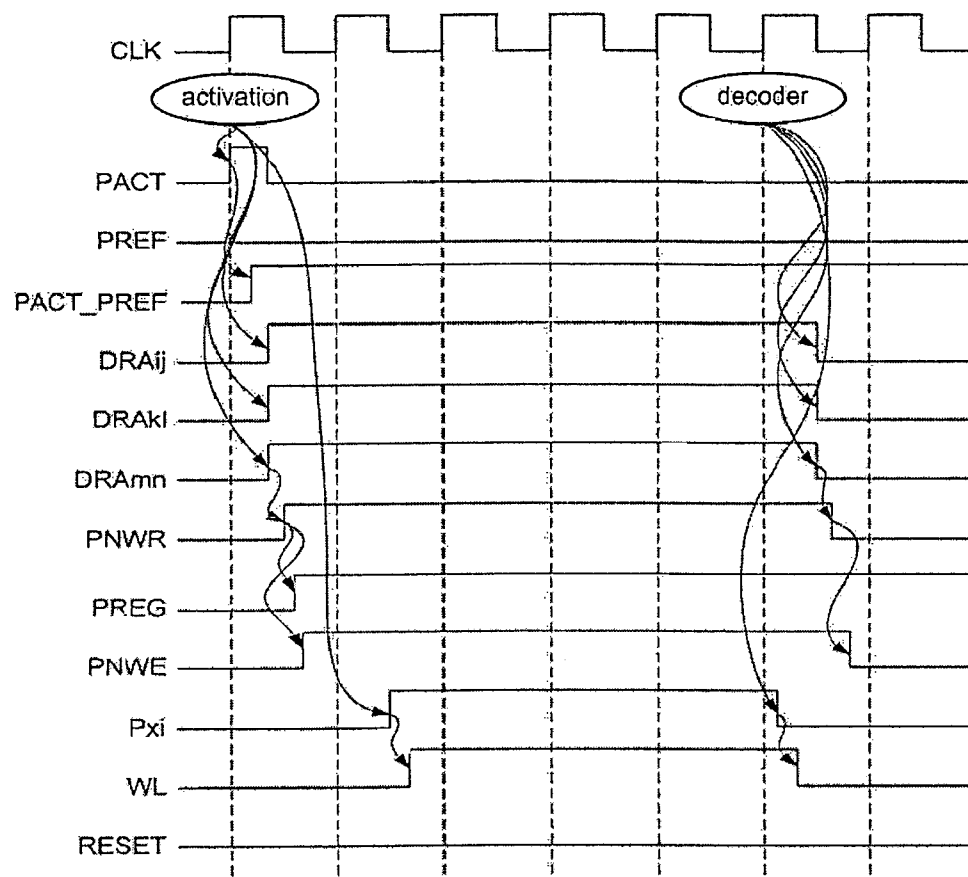 CLK
activation
decoder
PACT
PREF
PACT_PREF
DRAij
DRAkl
DRAmn
PNWR
PREG
PNWE
Pxi
WL
RESET